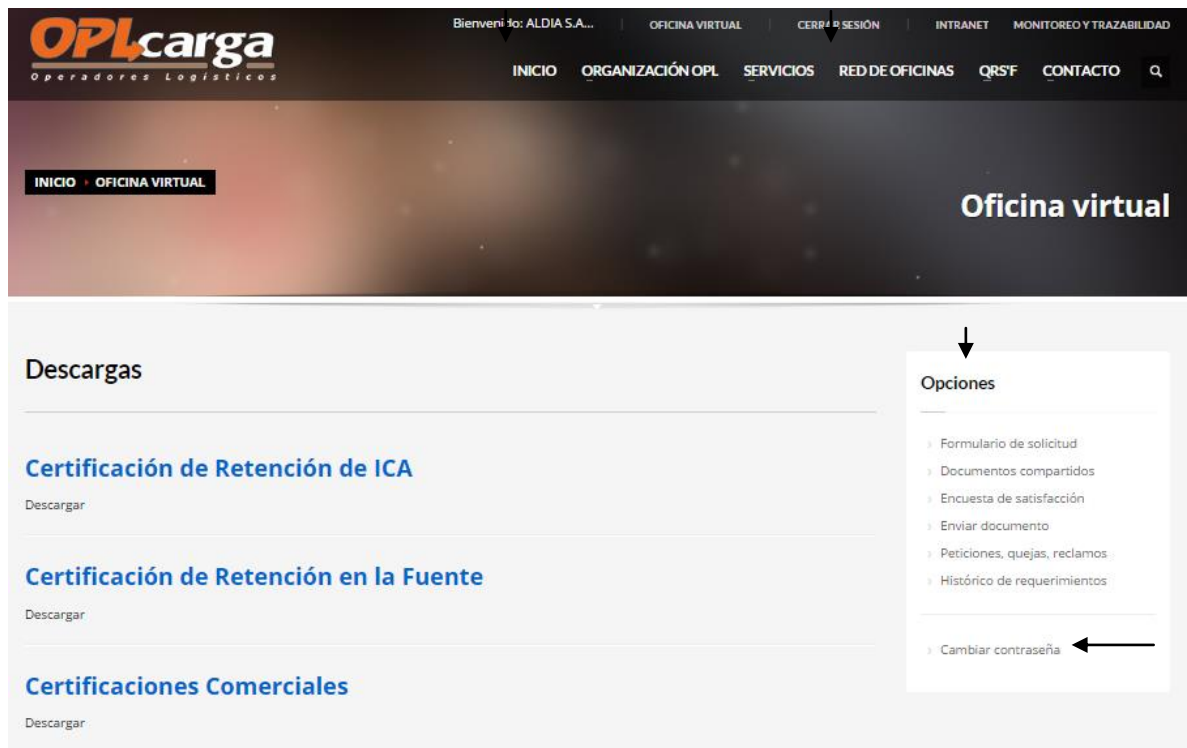 OPLcarga
Operadores Logísticos
Bienvenido: ALDIA S.A... OFICINA VIRTUAL CERRAR SESIÓN INTRANET MONITOREO Y TRAZABILIDAD
INICIO ORGANIZACIÓN OPL SERVICIOS RED DE OFICINAS QRS'F CONTACTO
INICIO OFICINA VIRTUAL
Oficina virtual
Descargas
Certificación de Retención de ICA
Descargar
Certificación de Retención en la Fuente
Descargar
Certificaciones Comerciales
Descargar
Opciones
Formulario de solicitud
Documentos compartidos
Encuesta de satisfacción
Enviar documento
Peticiones, quejas, reclamos
Histórico de requerimientos
Cambiar contraseña